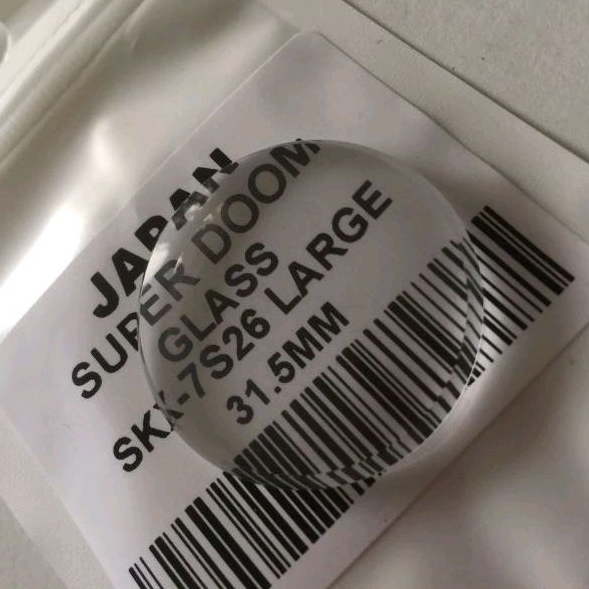 JAPAN
SUPER DOOM
GLASS
SKX-7S26 LARGE
31.5MM